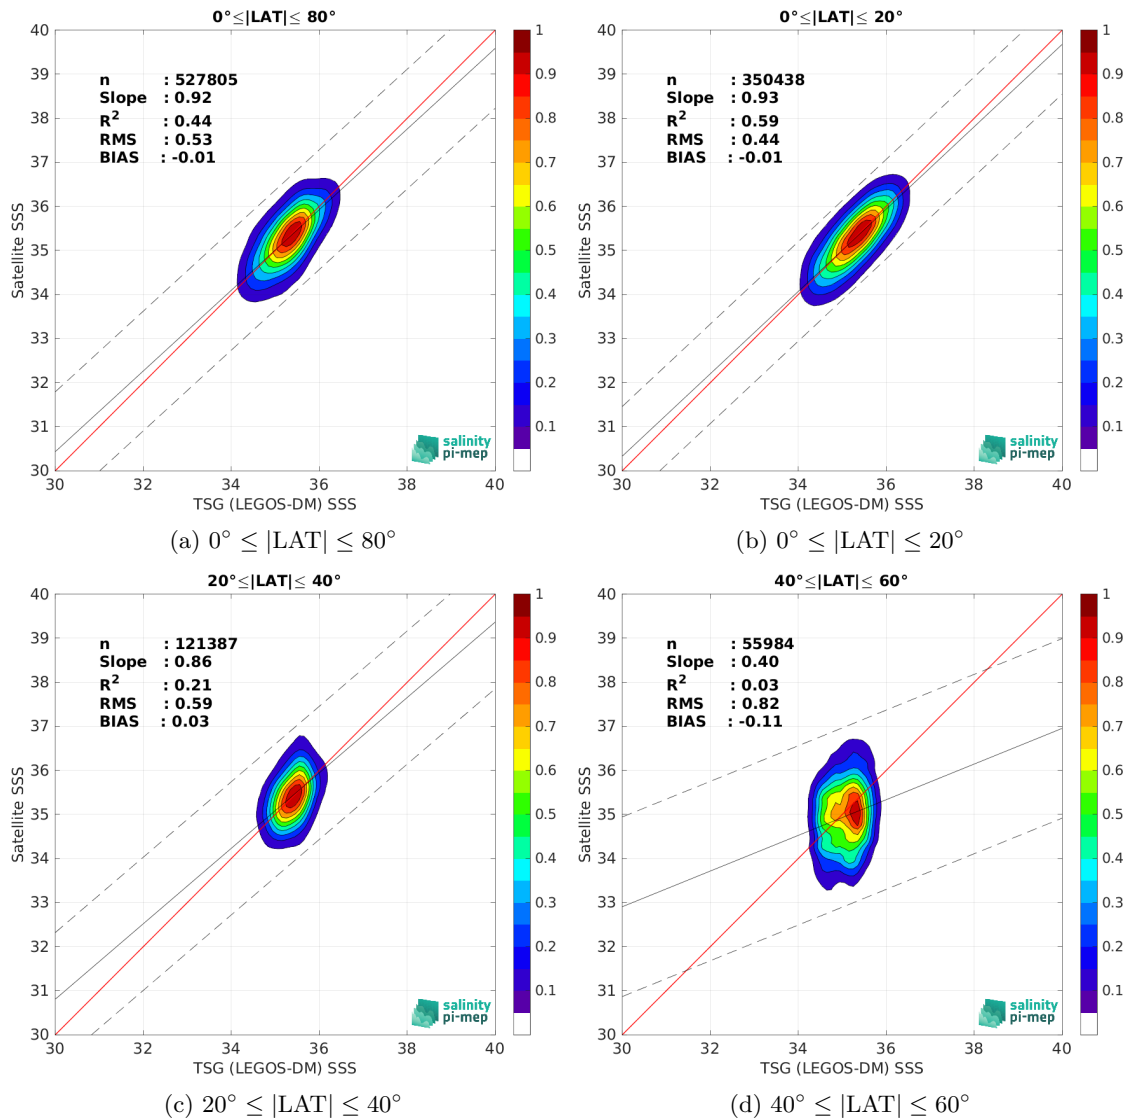 0°≤|LAT|≤ 80°
n : 527805
Slope : 0.92
R² : 0.44
RMS : 0.53
BIAS : -0.01
Satellite SSS
40
39
38
37
36
35
34
33
32
31
30
30 32 34 36 38 40
TSG (LEGOS-DM) SSS
1
0.9
0.8
0.7
0.6
0.5
0.4
0.3
0.2
0.1
salinity
pi-mep
(a) 0° ≤ |LAT| ≤ 80°
0°≤|LAT|≤ 20°
n : 350438
Slope : 0.93
R² : 0.59
RMS : 0.44
BIAS : -0.01
Satellite SSS
40
39
38
37
36
35
34
33
32
31
30
30 32 34 36 38 40
TSG (LEGOS-DM) SSS
1
0.9
0.8
0.7
0.6
0.5
0.4
0.3
0.2
0.1
salinity
pi-mep
(b) 0° ≤ |LAT| ≤ 20°
20°≤|LAT|≤ 40°
n : 121387
Slope : 0.86
R² : 0.21
RMS : 0.59
BIAS : 0.03
Satellite SSS
40
39
38
37
36
35
34
33
32
31
30
30 32 34 36 38 40
TSG (LEGOS-DM) SSS
1
0.9
0.8
0.7
0.6
0.5
0.4
0.3
0.2
0.1
salinity
pi-mep
(c) 20° ≤ |LAT| ≤ 40°
40°≤|LAT|≤ 60°
n : 55984
Slope : 0.40
R² : 0.03
RMS : 0.82
BIAS : -0.11
Satellite SSS
40
39
38
37
36
35
34
33
32
31
30
30 32 34 36 38 40
TSG (LEGOS-DM) SSS
1
0.9
0.8
0.7
0.6
0.5
0.4
0.3
0.2
0.1
salinity
pi-mep
(d) 40° ≤ |LAT| ≤ 60°